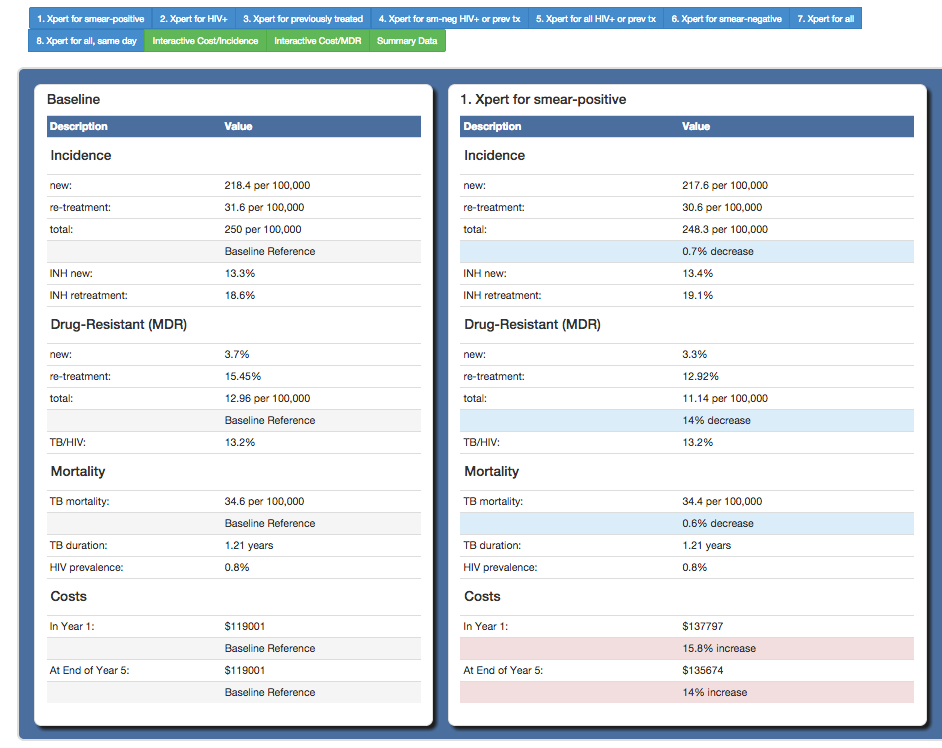 1. Xpert for smear-positive 2. Xpert for HIV+ 3. Xpert for previously treated 4. Xpert for sm-neg HIV+ or prev tx 5. Xpert for all HIV+ or prev tx 6. Xpert for smear-negative 7. Xpert for all
8. Xpert for all, same day Interactive Cost/Incidence Interactive Cost/MDR Summary Data
Baseline
Description Value
Incidence
new: 218.4 per 100,000
re-treatment: 31.6 per 100,000
total: 250 per 100,000
Baseline Reference
INH new: 13.3%
INH retreatment: 18.6%
Drug-Resistant (MDR)
new: 3.7%
re-treatment: 15.45%
total: 12.96 per 100,000
Baseline Reference
TB/HIV: 13.2%
Mortality
TB mortality: 34.6 per 100,000
Baseline Reference
TB duration: 1.21 years
HIV prevalence: 0.8%
Costs
In Year 1: $119001
Baseline Reference
At End of Year 5: $119001
Baseline Reference
1. Xpert for smear-positive
Description Value
Incidence
new: 217.6 per 100,000
re-treatment: 30.6 per 100,000
total: 248.3 per 100,000
0.7% decrease
INH new: 13.4%
INH retreatment: 19.1%
Drug-Resistant (MDR)
new: 3.3%
re-treatment: 12.92%
total: 11.14 per 100,000
14% decrease
TB/HIV: 13.2%
Mortality
TB mortality: 34.4 per 100,000
0.6% decrease
TB duration: 1.21 years
HIV prevalence: 0.8%
Costs
In Year 1: $137797
15.8% increase
At End of Year 5: $135674
14% increase